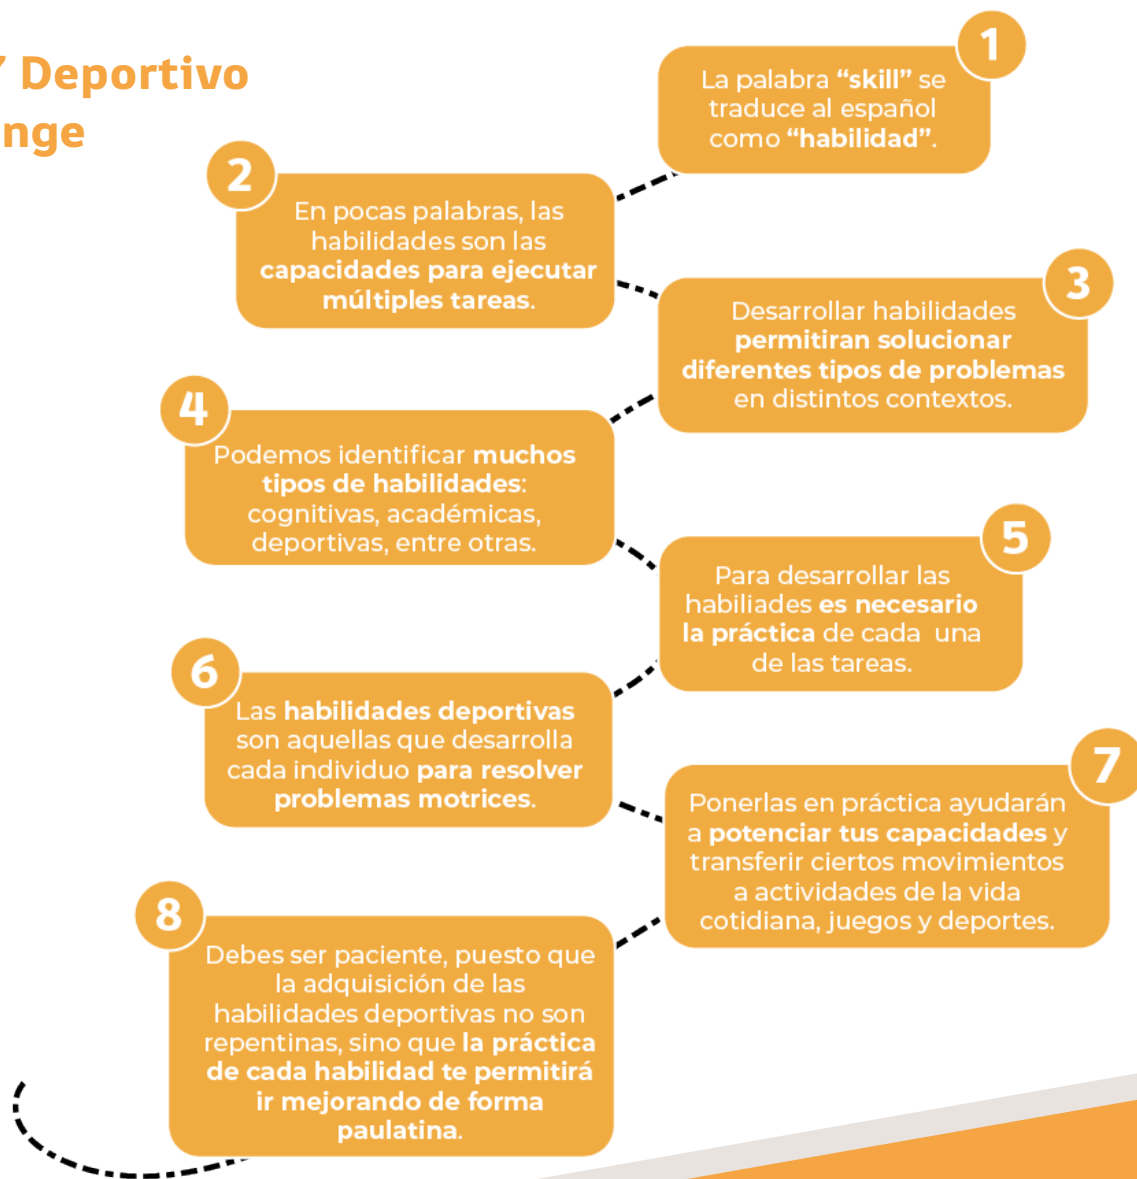 Deportivo
nge
1
La palabra “skill” se
traduce al español
como “habilidad”.
2
En pocas palabras, las
habilidades son las
capacidades para ejecutar
múltiples tareas.
3
Desarrollar habilidades
permitiran solucionar
diferentes tipos de problemas
en distintos contextos.
4
Podemos identificar muchos
tipos de habilidades:
cognitivas, académicas,
deportivas, entre otras.
5
Para desarrollar las
habiliades es necesario
la práctica de cada una
de las tareas.
6
Las habilidades deportivas
son aquellas que desarrolla
cada individuo para resolver
problemas motrices.
7
Ponerlas en práctica ayudarán
a potenciar tus capacidades y
transferir ciertos movimientos
a actividades de la vida
cotidiana, juegos y deportes.
8
Debes ser paciente, puesto que
la adquisición de las
habilidades deportivas no son
repentinas, sino que la práctica
de cada habilidad te permitirá
ir mejorando de forma
paulatina.